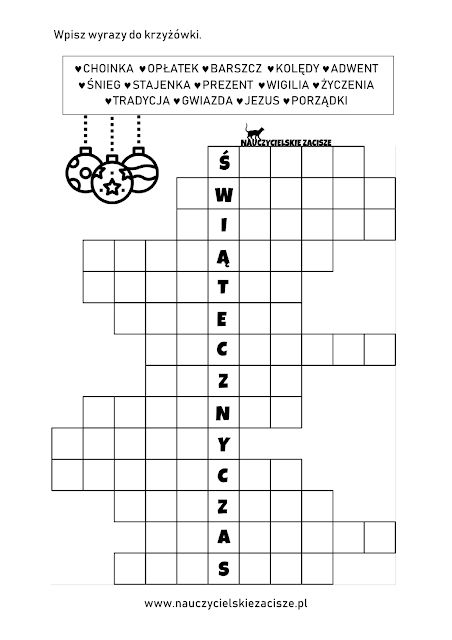 Wpisz wyrazy do krzyżówki.
♥CHOINKA ♥OPŁATEK ♥BARSZCZ ♥KOLĘDY ♥ADWENT
♥ŚNIEG ♥STAJENKA ♥PREZENT ♥WIGILIA ♥ŻYCZENIA
♥TRADYCJA ♥GWIAZDA ♥JEZUS ♥PORZĄDKI
NAUCZYCIELSKIE ZACISZE
Ś
W
I
Ą
T
E
C
Z
N
Y
C
Z
A
S
www.nauczycielskiezacisze.pl